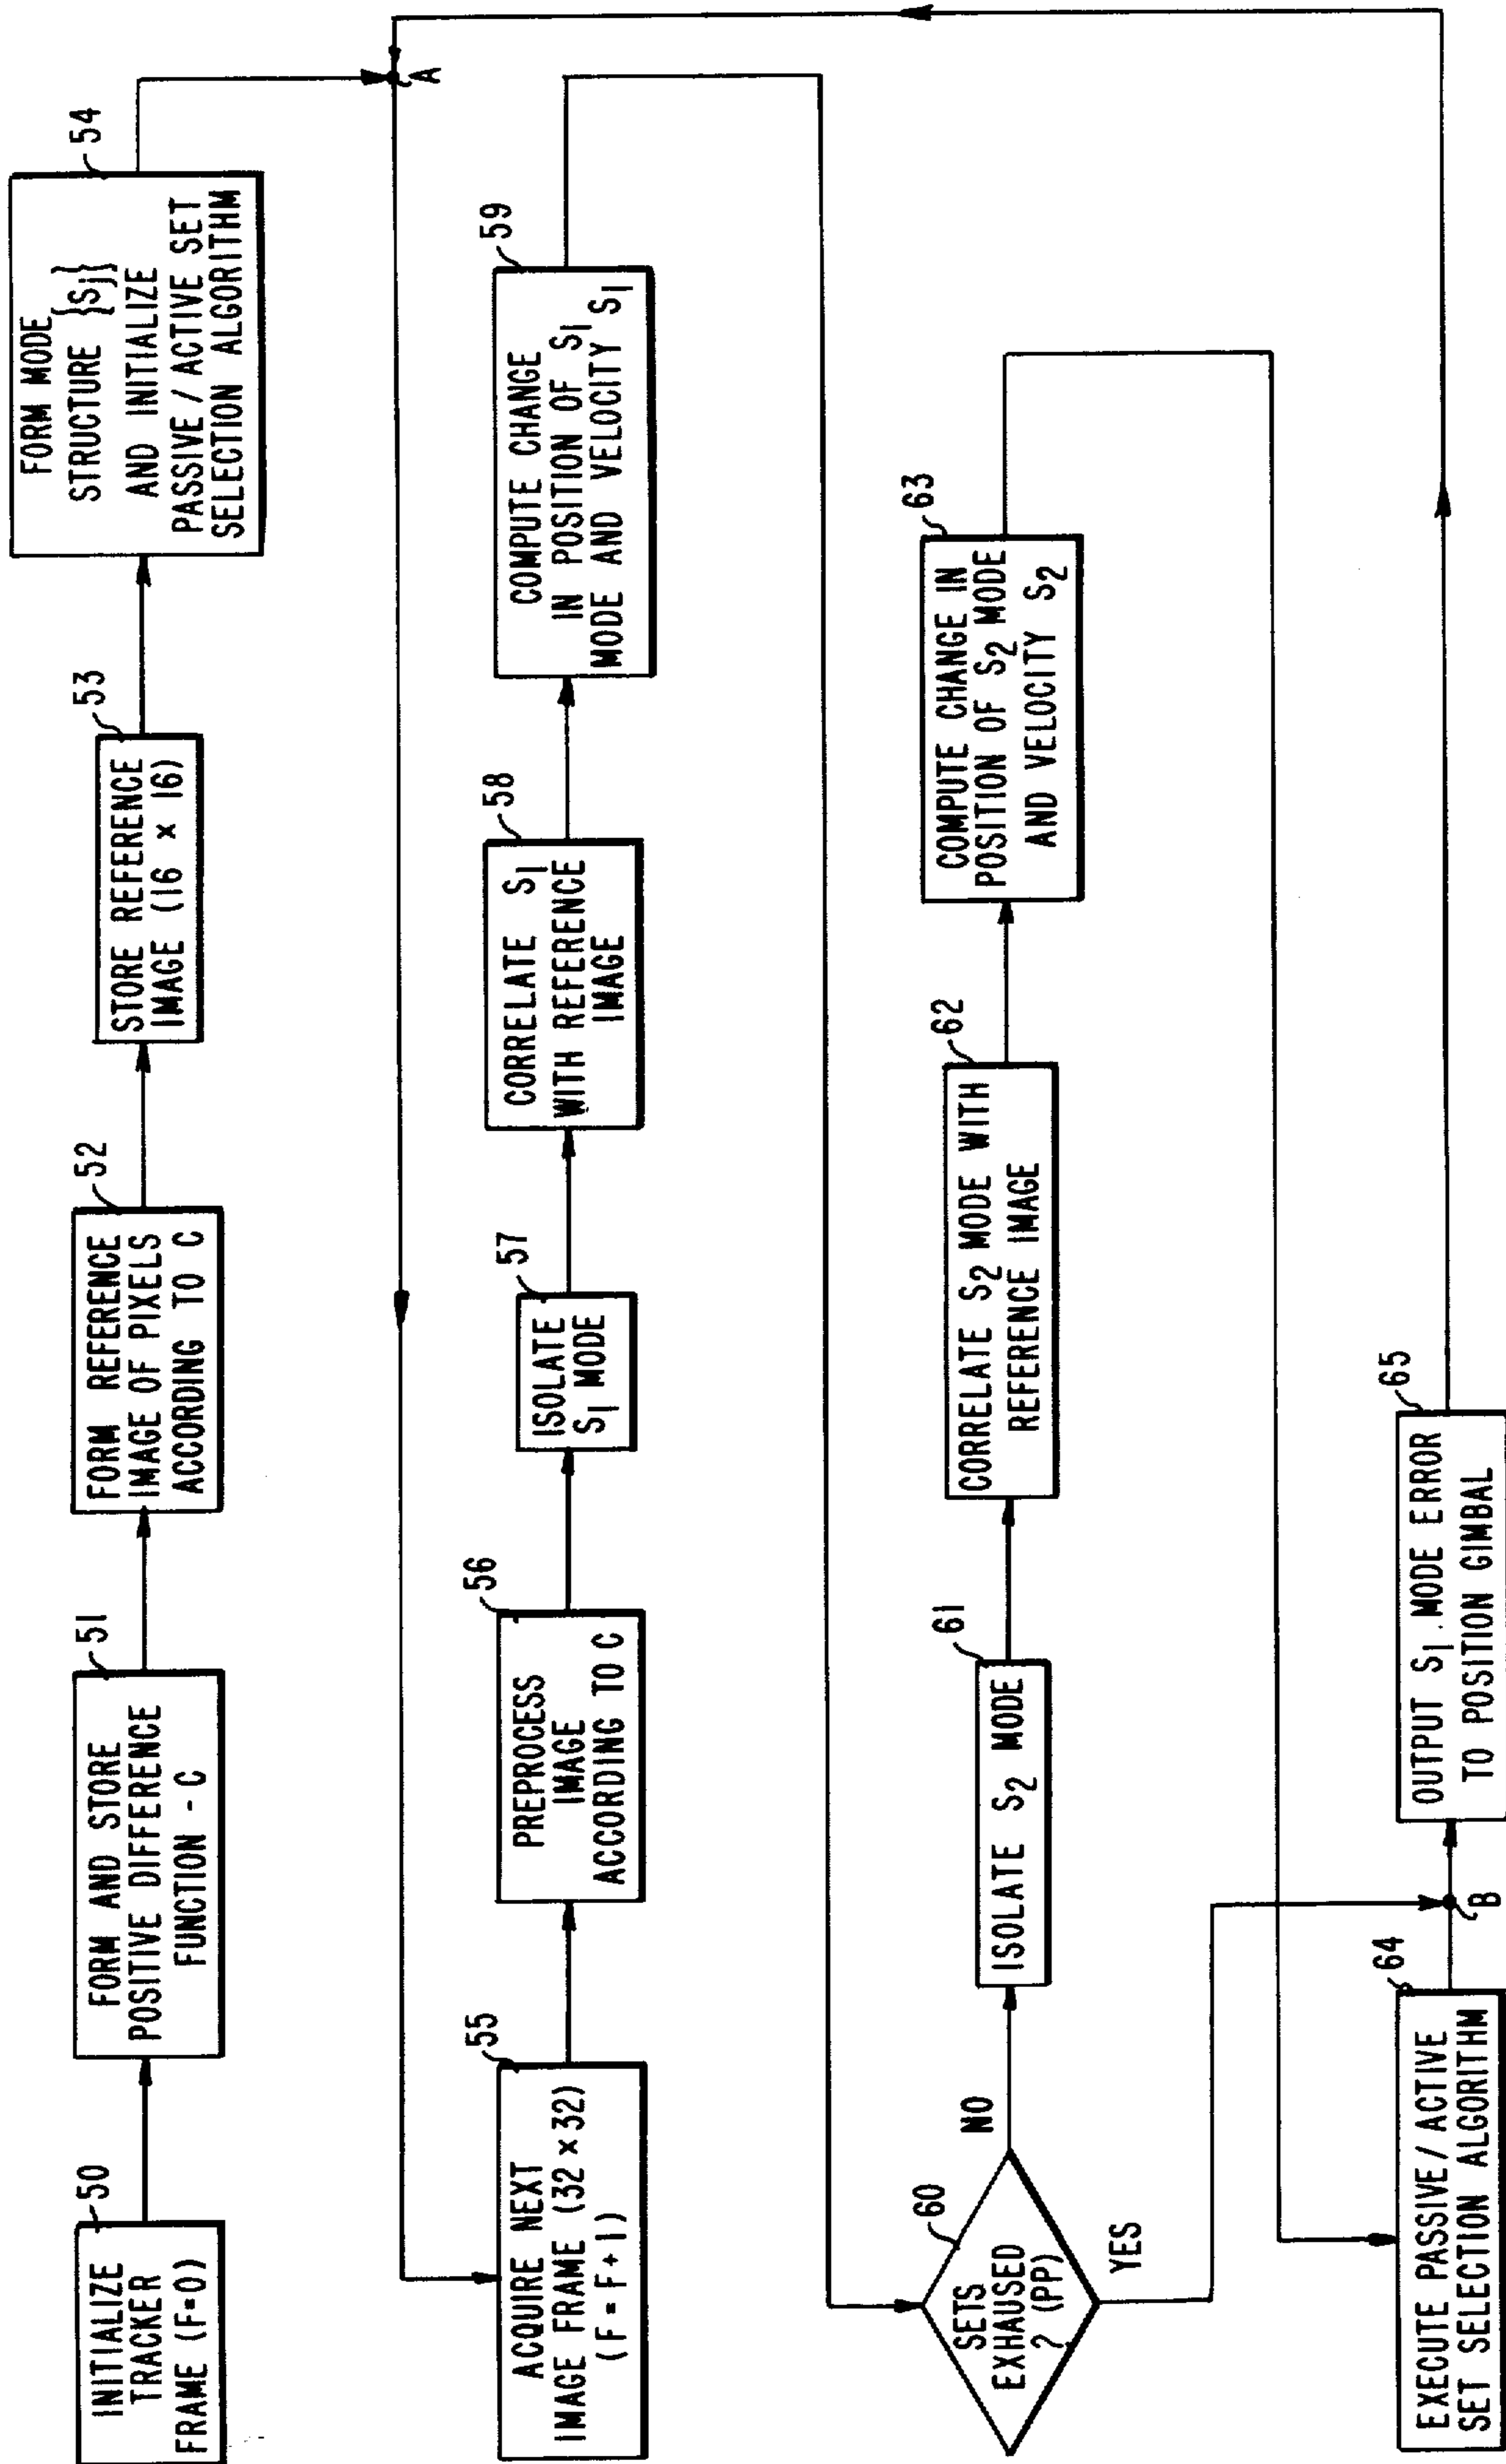 INITIALIZE
TRACKER
FRAME (F=0)
50
FORM AND STORE
POSITIVE DIFFERENCE
FUNCTION - C
51
FORM REFERENCE
IMAGE OF PIXELS
ACCORDING TO C
52
STORE REFERENCE
IMAGE (16 x 16)
53
FORM MODE
STRUCTURE {Sj}
AND INITIALIZE
PASSIVE / ACTIVE SET
SELECTION ALGORITHM
54
A
ACQUIRE NEXT
IMAGE FRAME (32 x 32)
(F = F + 1)
55
PREPROCESS
IMAGE
ACCORDING TO C
56
ISOLATE
S1 MODE
57
CORRELATE S1
WITH REFERENCE
IMAGE
58
COMPUTE CHANGE
IN POSITION OF S1
MODE AND VELOCITY S1
59
SETS
EXHAUSED
? (PP)
60
NO
YES
ISOLATE S2 MODE
61
CORRELATE S2 MODE WITH
REFERENCE IMAGE
62
COMPUTE CHANGE IN
POSITION OF S2 MODE
AND VELOCITY S2
63
EXECUTE PASSIVE / ACTIVE
SET SELECTION ALGORITHM
64
B
OUTPUT S1 MODE ERROR
TO POSITION GIMBAL
65